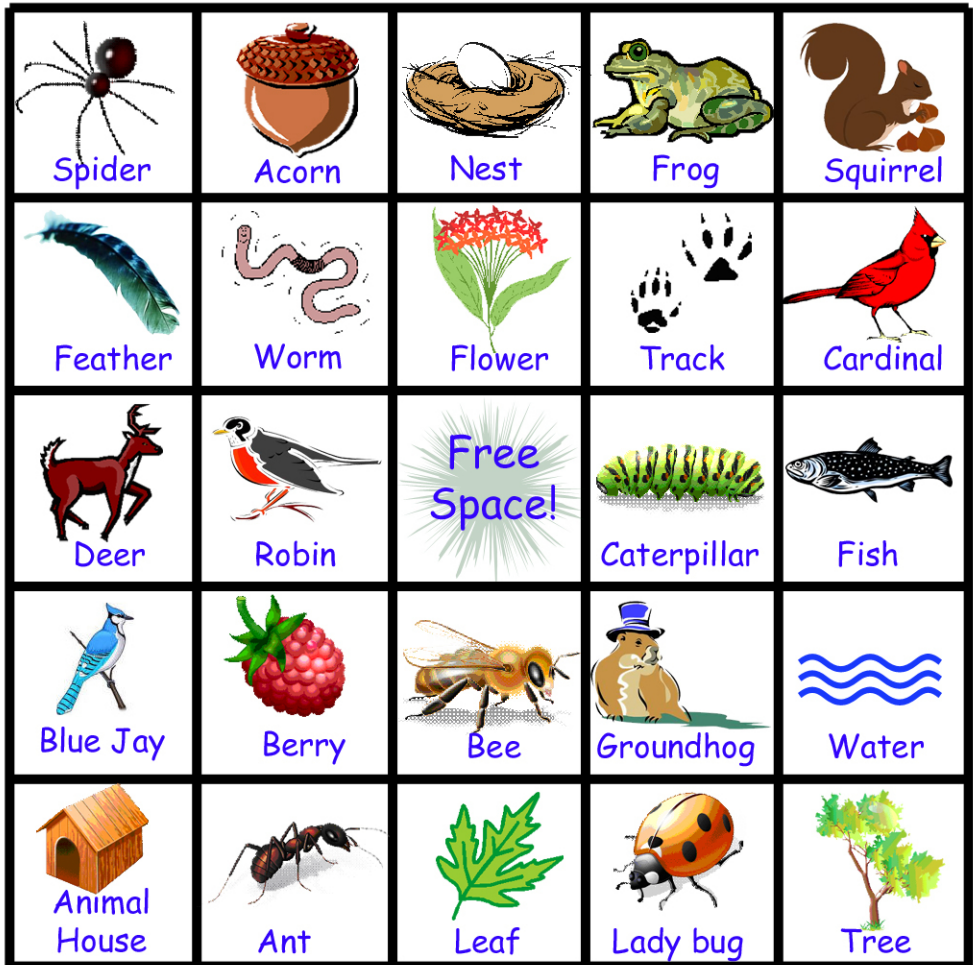 Spider
Acorn
Nest
Frog
Squirrel
Feather
Worm
Flower
Track
Cardinal
Deer
Robin
Free
Space!
Caterpillar
Fish
Blue Jay
Berry
Bee
Groundhog
Water
Animal
House
Ant
Leaf
Lady bug
Tree